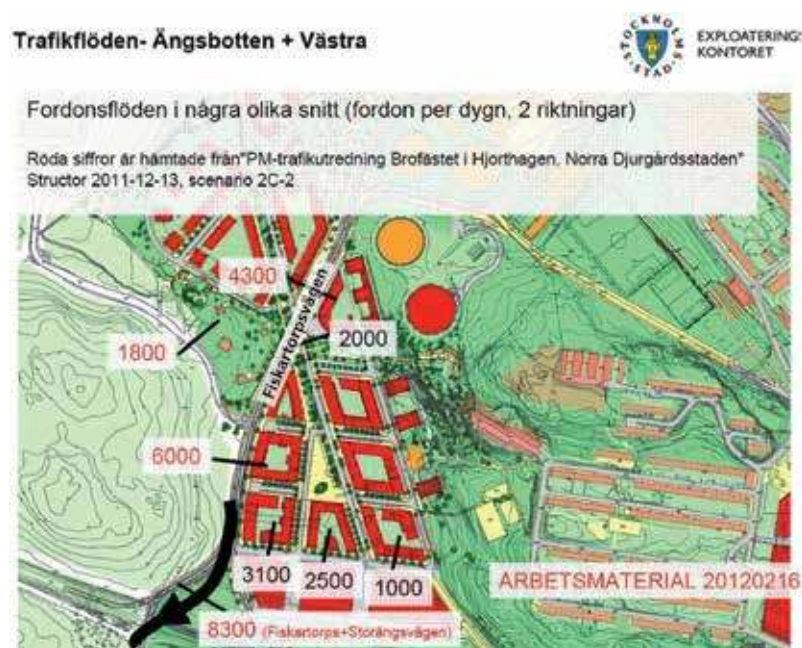 Trafikflöden- Ängsbotten + Västra
STOCKHOLMS STAD
EXPLOATERINGS
KONTORET
Fordonsflöden i några olika snitt (fordon per dygn, 2 riktningar)
Röda siffror är hämtade från"PM-trafikutredning Brofästet i Hjorthagen, Norra Djurgårdsstaden"
Structor 2011-12-13, scenario 2C-2
4300
Fiskartorpsvägen
2000
1800
6000
3100
2500
1000
ARBETSMATERIAL 20120216
8300 (Fiskartorps+Storängsvägen)